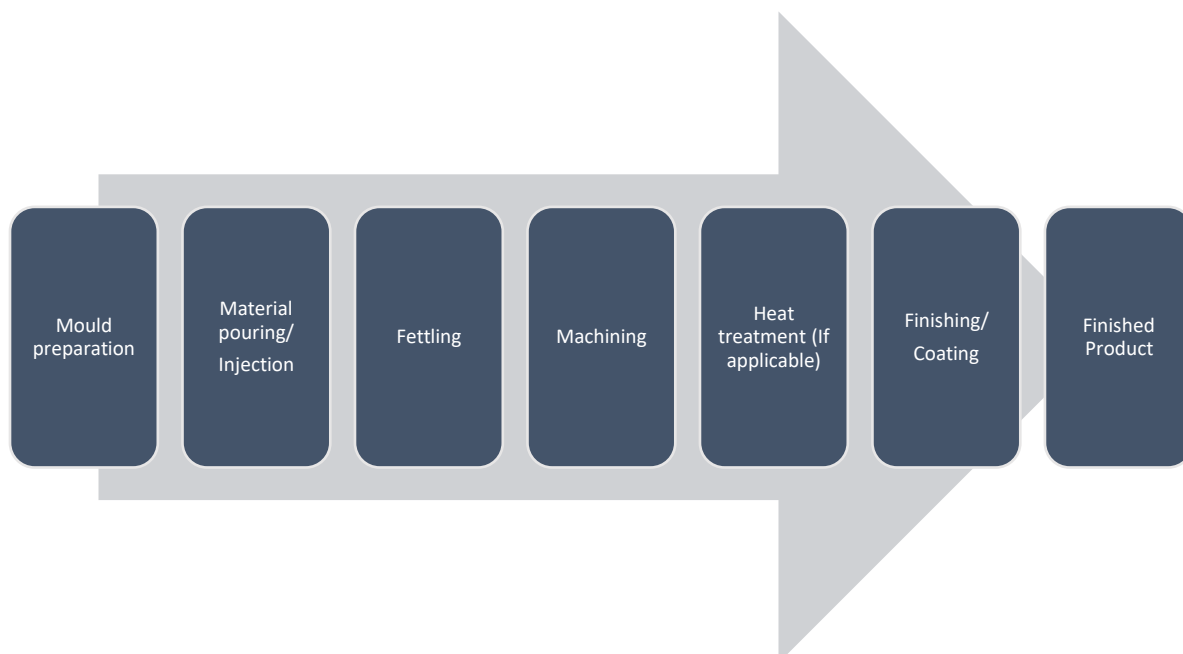 Mould
preparation
Material
pouring/
Injection
Fettling
Machining
Heat
treatment (If
applicable)
Finishing/
Coating
Finished
Product